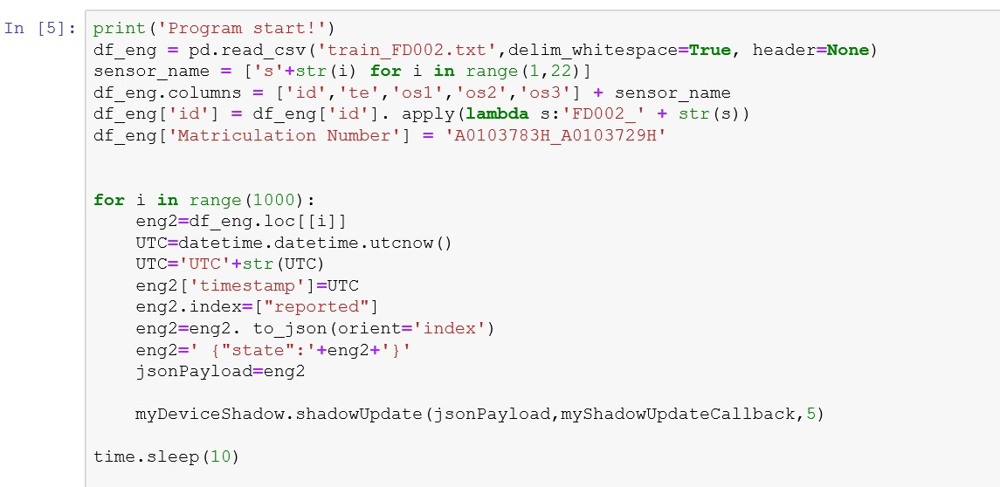 In [5]: print('Program start!')
df_eng = pd.read_csv('train_FD002.txt',delim_whitespace=True, header=None)
sensor_name = ['s'+str(i) for i in range(1,22)]
df_eng.columns = ['id','te','os1','os2','os3'] + sensor_name
df_eng['id'] = df_eng['id']. apply(lambda s:'FD002_' + str(s))
df_eng['Matriculation Number'] = 'A0103783H_A0103729H'
for i in range(1000):
    eng2=df_eng.loc[[i]]
    UTC=datetime.datetime.utcnow()
    UTC='UTC'+str(UTC)
    eng2['timestamp']=UTC
    eng2.index=["reported"]
    eng2=eng2. to_json(orient='index')
    eng2=' {"state":'+eng2+'}'
    jsonPayload=eng2
    myDeviceShadow.shadowUpdate(jsonPayload,myShadowUpdateCallback,5)
time.sleep(10)